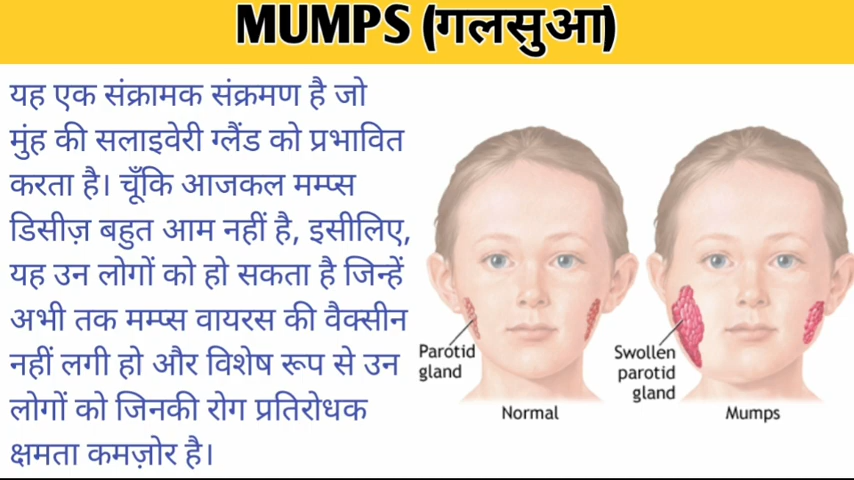 MUMPS (गलसुआ)
यह एक संक्रामक संक्रमण है जो
मुंह की सलाइवेरी ग्लैंड को प्रभावित
करता है। चूँकि आजकल मम्प्स
डिसीज़ बहुत आम नहीं है, इसीलिए,
यह उन लोगों को हो सकता है जिन्हें
अभी तक मम्प्स वायरस की वैक्सीन
नहीं लगी हो और विशेष रूप से उन
लोगों को जिनकी रोग प्रतिरोधक
क्षमता कमज़ोर है।
Parotid
gland
Normal
Swollen
parotid
gland
Mumps